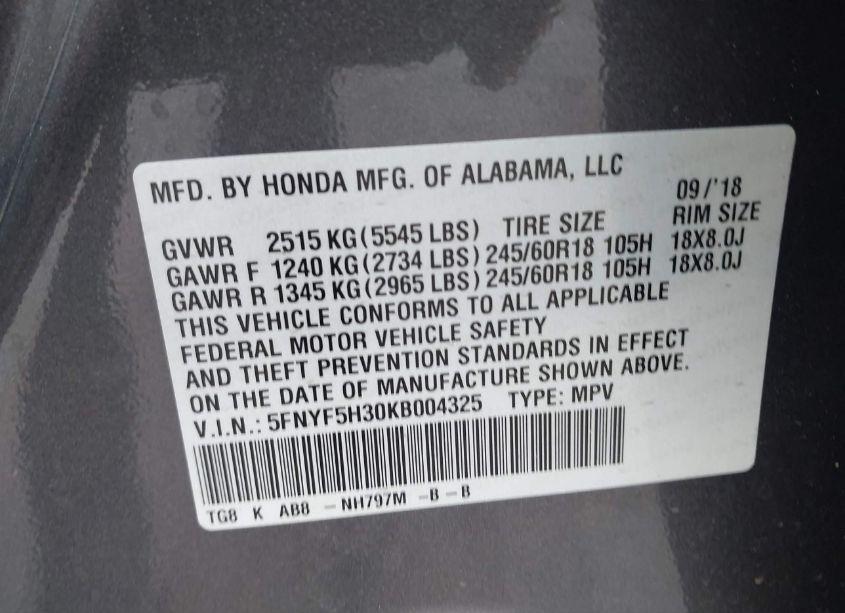 MFD. BY HONDA MFG. OF ALABAMA, LLC
09/'18
GVWR 2515 KG(5545 LBS) TIRE SIZE RIM SIZE
GAWR F 1240 KG(2734 LBS) 245/60R18 105H 18X8.0J
GAWR R 1345 KG(2965 LBS) 245/60R18 105H 18X8.0J
THIS VEHICLE CONFORMS TO ALL APPLICABLE
FEDERAL MOTOR VEHICLE SAFETY
AND THEFT PREVENTION STANDARDS IN EFFECT
ON THE DATE OF MANUFACTURE SHOWN ABOVE.
V.I.N.: 5FNYF5H30KB004325 TYPE: MPV
TG8 K AB8 -NH797M -B-B